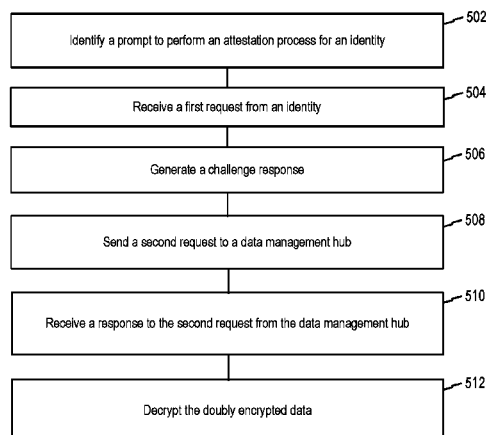 Identify a prompt to perform an attestation process for an identity
502
Receive a first request from an identity
504
Generate a challenge response
506
Send a second request to a data management hub
508
Receive a response to the second request from the data management hub
510
Decrypt the doubly encrypted data
512